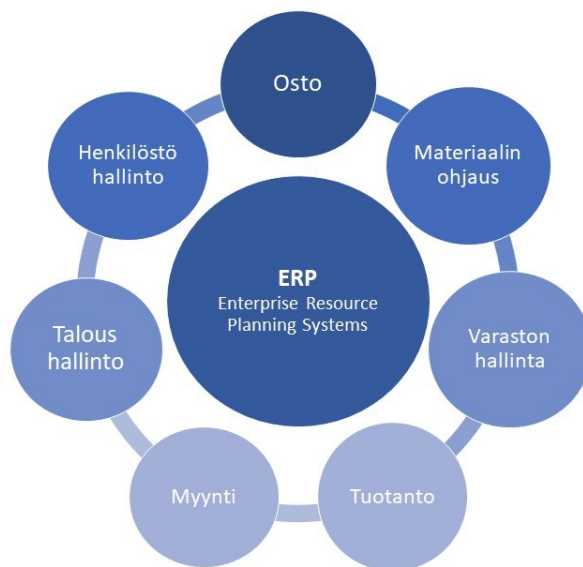 Osto
Materiaalin
ohjaus
Varaston
hallinta
Tuotanto
Myynti
Talous
hallinto
Henkilöstö
hallinto
ERP
Enterprise Resource
Planning Systems